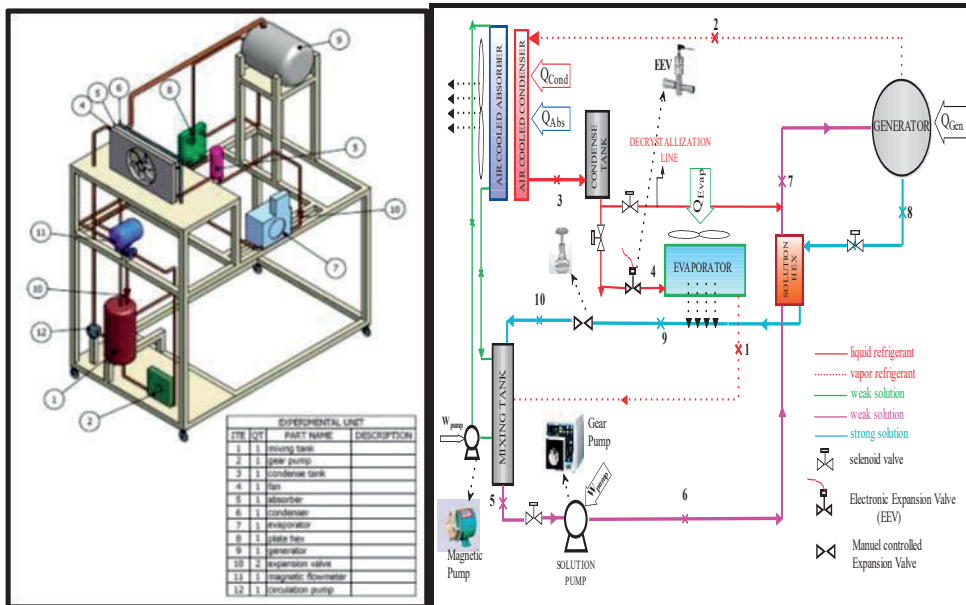 9
8
6
5
4
5
10
11
7
10
12
1
2
EXPERIMENTAL UNIT
ITE QT PART NAME DESCRIPTION
1 1 mixing tank
2 1 gear pump
3 1 condense tank
4 1 fan
5 1 absorber
6 1 condenser
7 1 evaporator
8 1 plate hex
9 1 generator
10 2 expansion valve
11 1 magnetic flowmeter
12 1 circulation pump
2
AIR COOLED ABSORBER
AIR COOLED CONDENSER
QCond
QAbs
EEV
CONDENSE
TANK
DECRYSTALLIZATION
LINE
QEvap
GENERATOR
QGen
3
7
8
4
EVAPORATOR
SOLUTION
HEX
10
9
1
MIXING TANK
Wpump
Gear
Pump
Wpump
5
6
Magnetic
Pump
SOLUTION
PUMP
liquid refrigerant
vapor refrigerant
weak solution
weak solution
strong solution
selenoid valve
Electronic Expansion Valve
(EEV)
Manuel controlled
Expansion Valve